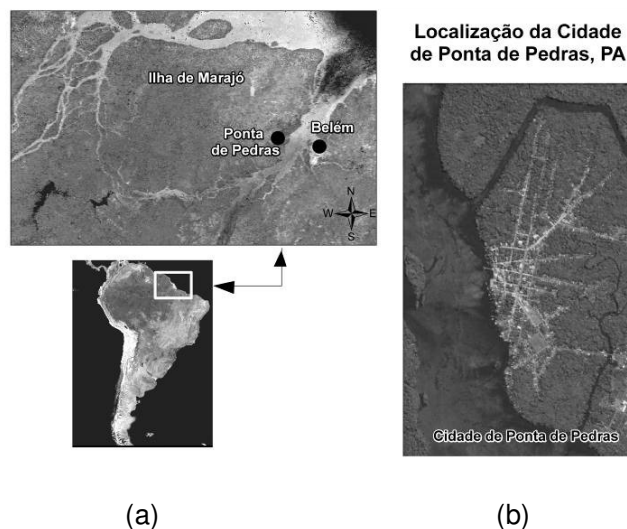 Localização da Cidade
de Ponta de Pedras, PA
Ilha de Marajó
Ponta
de Pedras
Belém
N
W E
S
Cidade de Ponta de Pedras
(a)
(b)